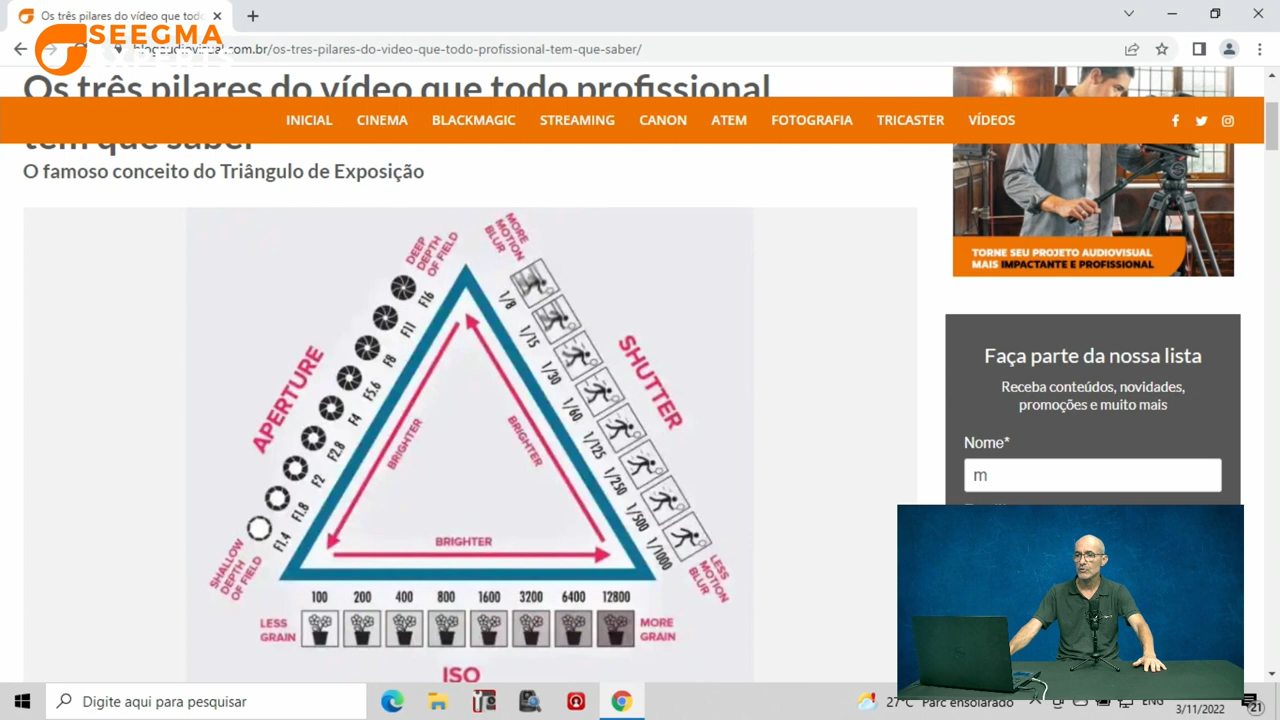 Os três pilares do vídeo que tod
SEEGMA
XPERTS
blogaudiovisual.com.br/os-tres-pilares-do-video-que-todo-profissional-tem-que-saber/
Os três pilares do vídeo que todo profissional
tem que saber
INICIAL CINEMA BLACKMAGIC STREAMING CANON ATEM FOTOGRAFIA TRICASTER VÍDEOS
O famoso conceito do Triângulo de Exposição
DEEP
DEPTH
OF FIELD
MORE
MOTION
BLUR
APERTURE
F16
F11
F8
F5.6
F4
F2.8
F2
F1.8
F1.4
SHALLOW
DEPTH
OF FIELD
SHUTTER
1/8
1/15
1/30
1/60
1/125
1/250
1/500
1/1000
LESS
MOTION
BLUR
BRIGHTER
BRIGHTER
BRIGHTER
100 200 400 800 1600 3200 6400 12800
LESS
GRAIN
MORE
GRAIN
ISO
TORNE SEU PROJETO AUDIOVISUAL
MAIS IMPACTANTE E PROFISSIONAL
Faça parte da nossa lista
Receba conteúdos, novidades,
promoções e muito mais
Nome*
m
Digite aqui para pesquisar
27°C Parc ensolarado
ENG
3/11/2022
21